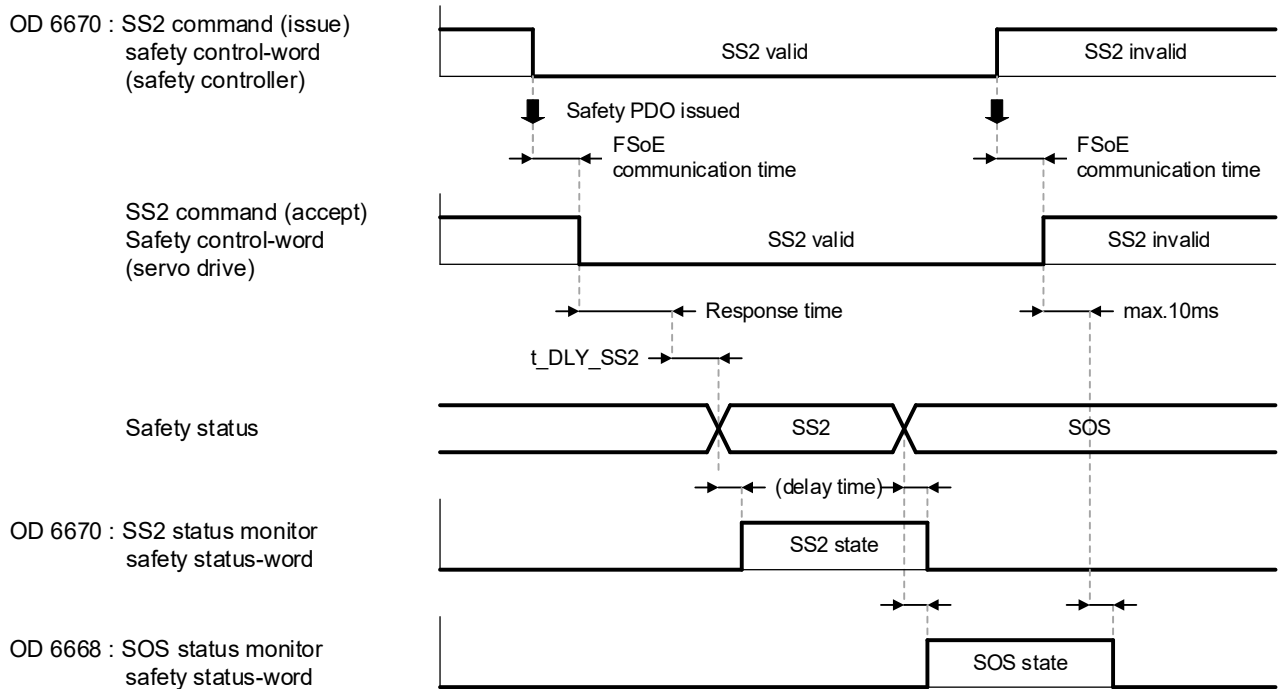 OD 6670 : SS2 command (issue)
safety control-word
(safety controller)
SS2 valid
SS2 invalid
Safety PDO issued
FSoE
communication time
FSoE
communication time
SS2 command (accept)
Safety control-word
(servo drive)
SS2 valid
SS2 invalid
Response time
max.10ms
t_DLY_SS2
Safety status
SS2
SOS
(delay time)
OD 6670 : SS2 status monitor
safety status-word
SS2 state
OD 6668 : SOS status monitor
safety status-word
SOS state